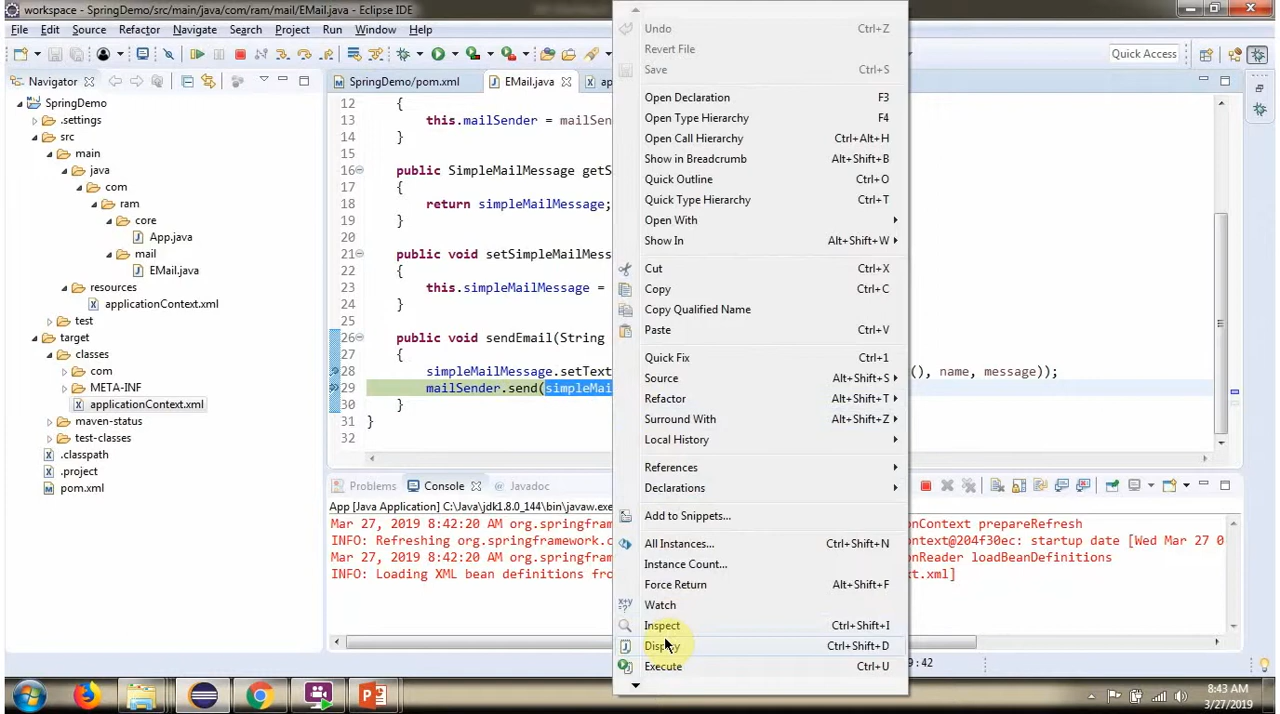 workspace - SpringDemo/src/main/java/com/ram/mail/EMail.java - Eclipse IDE
File Edit Source Refactor Navigate Search Project Run Window Help
Quick Access
Navigator
SpringDemo
.settings
src
main
java
com
ram
core
App.java
mail
EMail.java
resources
applicationContext.xml
test
target
classes
com
META-INF
applicationContext.xml
maven-status
test-classes
.classpath
.project
pom.xml
SpringDemo/pom.xml EMail.java ap
12 {
13 this.mailSender = mailSen
14 }
15
16 public SimpleMailMessage getS
17 {
18 return simpleMailMessage;
19 }
20
21 public void setSimpleMailMess
22 {
23 this.simpleMailMessage =
24 }
25
26 public void sendEmail(String
27 {
28 simpleMailMessage.setText (), name, message));
29 mailSender.send(simpleMai
30 }
31 }
32
Undo Ctrl+Z
Revert File
Save Ctrl+S
Open Declaration F3
Open Type Hierarchy F4
Open Call Hierarchy Ctrl+Alt+H
Show in Breadcrumb Alt+Shift+B
Quick Outline Ctrl+O
Quick Type Hierarchy Ctrl+T
Open With
Show In Alt+Shift+W
Cut Ctrl+X
Copy Ctrl+C
Copy Qualified Name
Paste Ctrl+V
Quick Fix Ctrl+1
Source Alt+Shift+S
Refactor Alt+Shift+T
Surround With Alt+Shift+Z
Local History
References
Declarations
Add to Snippets...
All Instances... Ctrl+Shift+N
Instance Count...
Force Return Alt+Shift+F
Watch
Inspect Ctrl+Shift+I
Display Ctrl+Shift+D
Execute Ctrl+U
Problems Console Javadoc
App [Java Application] C:\Java\jdk1.8.0_144\bin\javaw.exe
Mar 27, 2019 8:42:20 AM org.springfram onContext prepareRefresh
INFO: Refreshing org.springframework.c onContext@204f30ec: startup date [Wed Mar 27 0
Mar 27, 2019 8:42:20 AM org.springfram onReader loadBeanDefinitions
INFO: Loading XML bean definitions fro xt.xml]
9 : 42
8:43 AM
3/27/2019